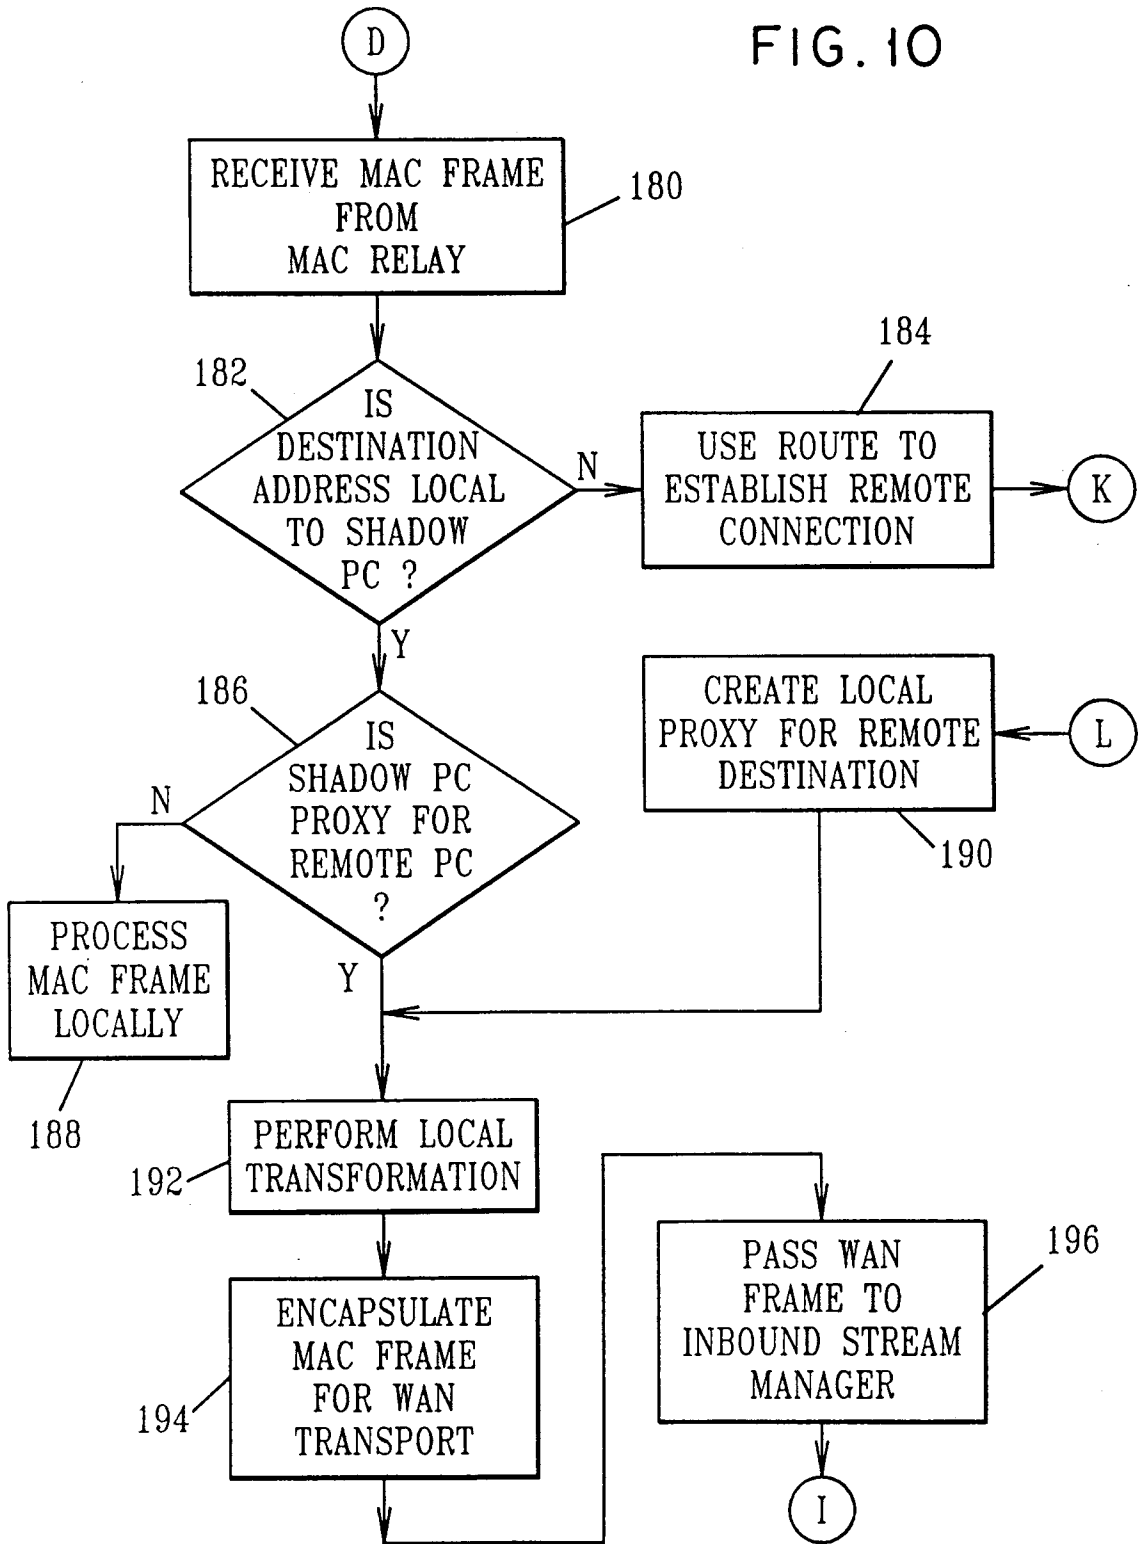 FIG. 10
D
RECEIVE MAC FRAME
FROM
MAC RELAY
180
182
IS
DESTINATION
ADDRESS LOCAL
TO SHADOW
PC ?
N
184
USE ROUTE TO
ESTABLISH REMOTE
CONNECTION
K
Y
186
IS
SHADOW PC
PROXY FOR
REMOTE PC
?
N
CREATE LOCAL
PROXY FOR REMOTE
DESTINATION
L
190
PROCESS
MAC FRAME
LOCALLY
188
Y
PERFORM LOCAL
TRANSFORMATION
192
ENCAPSULATE
MAC FRAME
FOR WAN
TRANSPORT
194
PASS WAN
FRAME TO
INBOUND STREAM
MANAGER
196
I